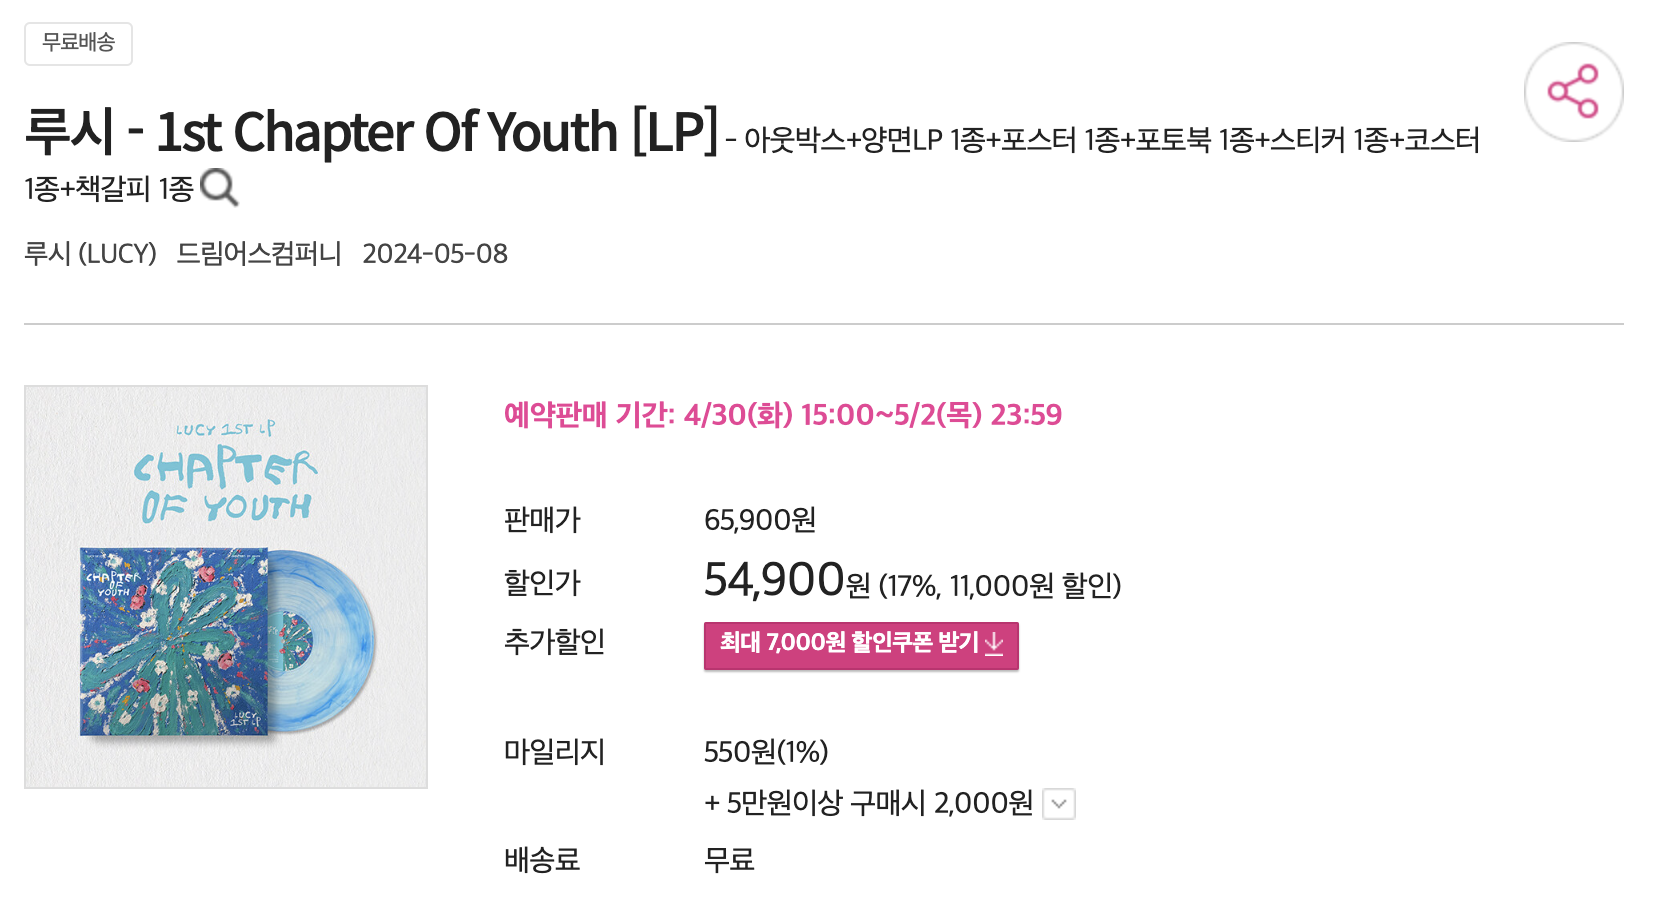 무료배송
루시 - 1st Chapter Of Youth [LP] - 아웃박스+양면LP 1종+포스터 1종+포토북 1종+스티커 1종+코스터
1종+책갈피 1종
루시 (LUCY) 드림어스컴퍼니 2024-05-08
LUCY 1ST LP
CHAPTER
OF YOUTH
CHAPTER
OF
YOUTH
LUCY
1ST LP
예약판매 기간: 4/30(화) 15:00~5/2(목) 23:59
판매가 65,900원
할인가 54,900원 (17%, 11,000원 할인)
추가할인 최대 7,000원 할인쿠폰 받기
마일리지 550원(1%)
+ 5만원이상 구매시 2,000원
배송료 무료